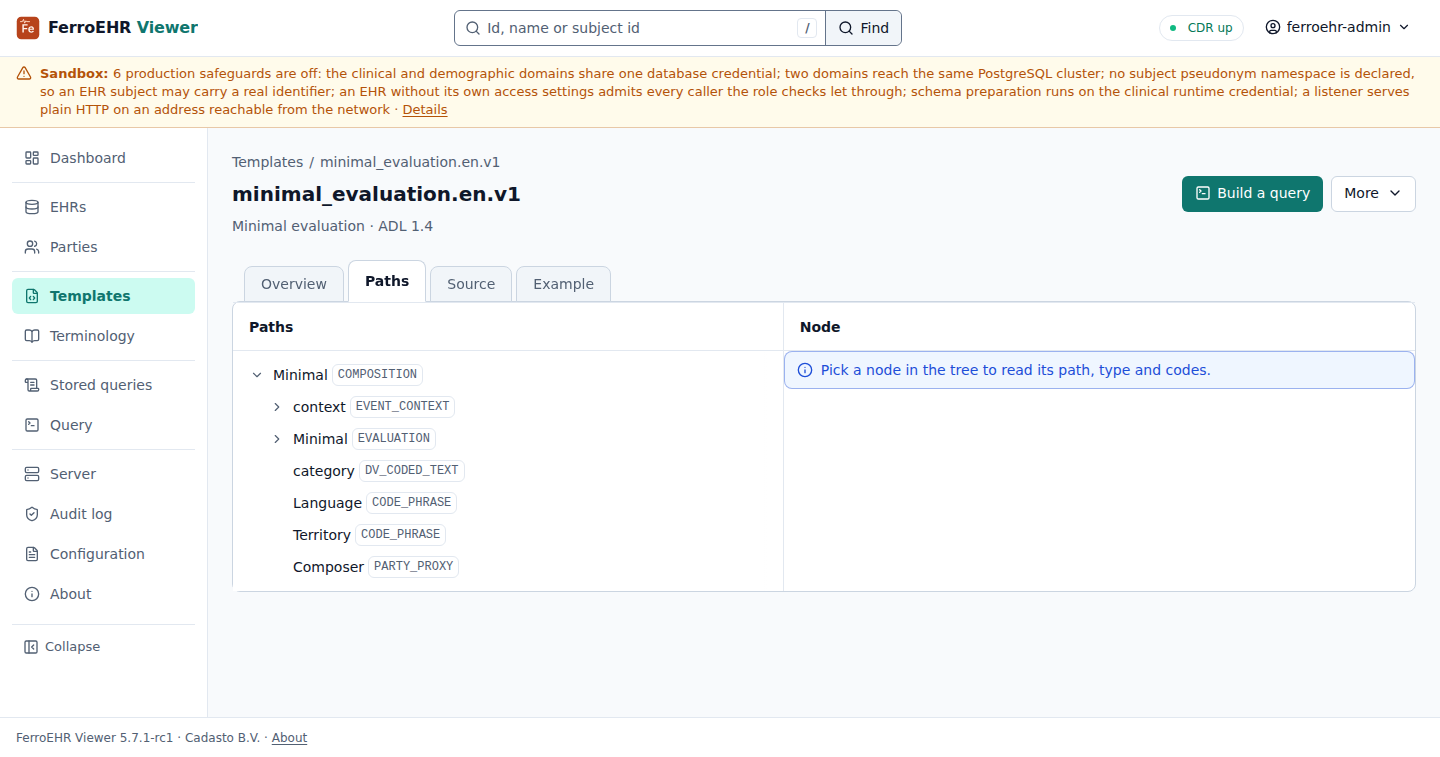 Fe FerroEHR Viewer
Id, name or subject id / Find
CDR up
ferroehr-admin
Sandbox: 6 production safeguards are off: the clinical and demographic domains share one database credential; two domains reach the same PostgreSQL cluster; no subject pseudonym namespace is declared,
so an EHR subject may carry a real identifier; an EHR without its own access settings admits every caller the role checks let through; schema preparation runs on the clinical runtime credential; a listener serves
plain HTTP on an address reachable from the network · Details
Dashboard
EHRs
Parties
Templates
Terminology
Stored queries
Query
Server
Audit log
Configuration
About
Collapse
Templates / minimal_evaluation.en.v1
minimal_evaluation.en.v1
Minimal evaluation · ADL 1.4
Build a query
More
Overview
Paths
Source
Example
Paths
Minimal COMPOSITION
context EVENT_CONTEXT
Minimal EVALUATION
category DV_CODED_TEXT
Language CODE_PHRASE
Territory CODE_PHRASE
Composer PARTY_PROXY
Node
Pick a node in the tree to read its path, type and codes.
FerroEHR Viewer 5.7.1-rc1 · Cadasto B.V. · About